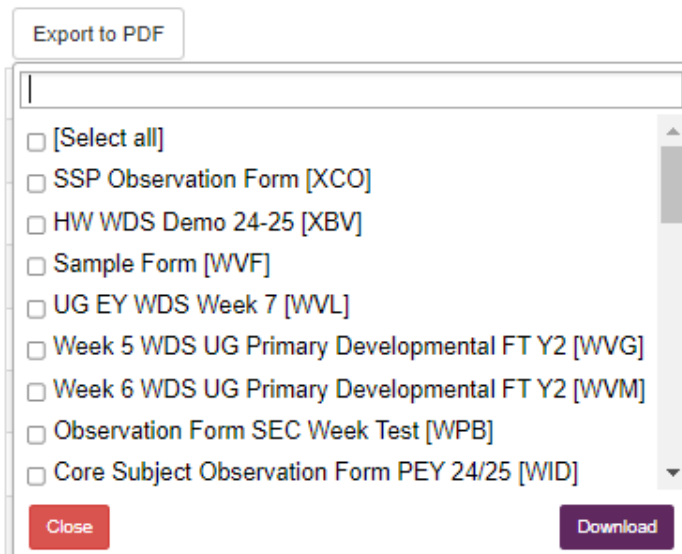 Export to PDF
[Select all]
SSP Observation Form [XCO]
HW WDS Demo 24-25 [XBV]
Sample Form [WVF]
UG EY WDS Week 7 [WVL]
Week 5 WDS UG Primary Developmental FT Y2 [WVG]
Week 6 WDS UG Primary Developmental FT Y2 [WVM]
Observation Form SEC Week Test [WPB]
Core Subject Observation Form PEY 24/25 [WID]
Close Download